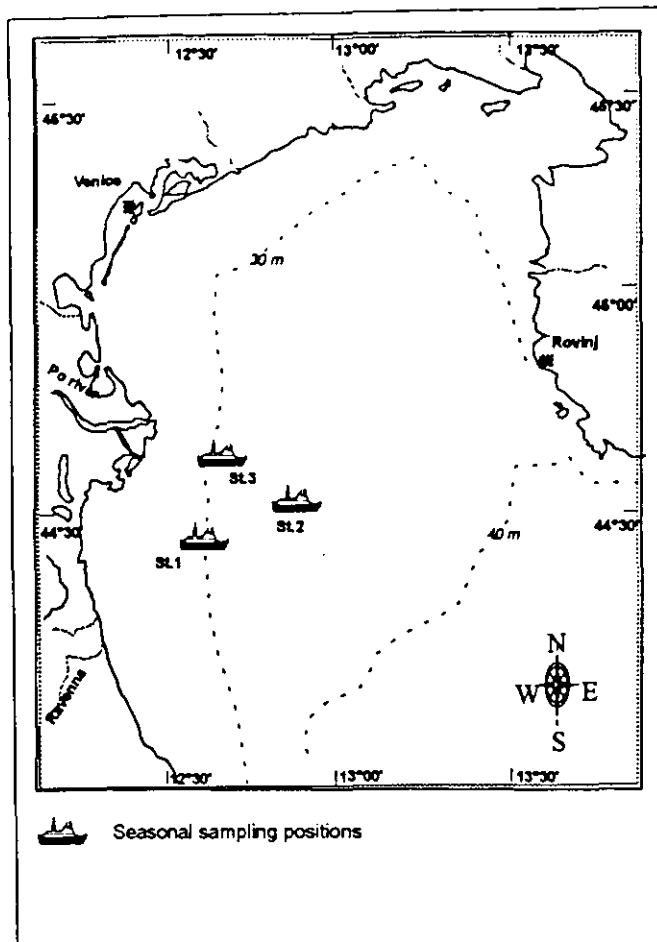 12°30'
13°00
13°30'
45°30'
45°30'
Venice
30 m
45°00
Rovinj
Po river
St.3
St.2
44°30'
44°30'
St.1
40 m
Ravenna
N
W E
S
12°30'
13°00
13°30'
Seasonal sampling positions